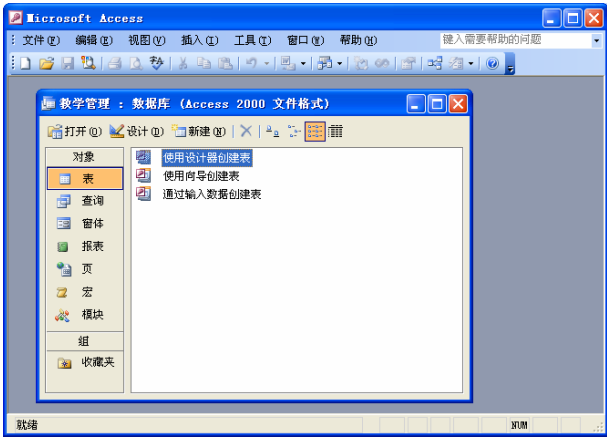 Microsoft Access
文件(F) 编辑(E) 视图(V) 插入(I) 工具(T) 窗口(W) 帮助(H) 键入需要帮助的问题
教学管理 : 数据库 (Access 2000 文件格式)
打开(O) 设计(D) 新建(N)
对象
表
查询
窗体
报表
页
宏
模块
组
收藏夹
使用设计器创建表
使用向导创建表
通过输入数据创建表
就绪 NUM